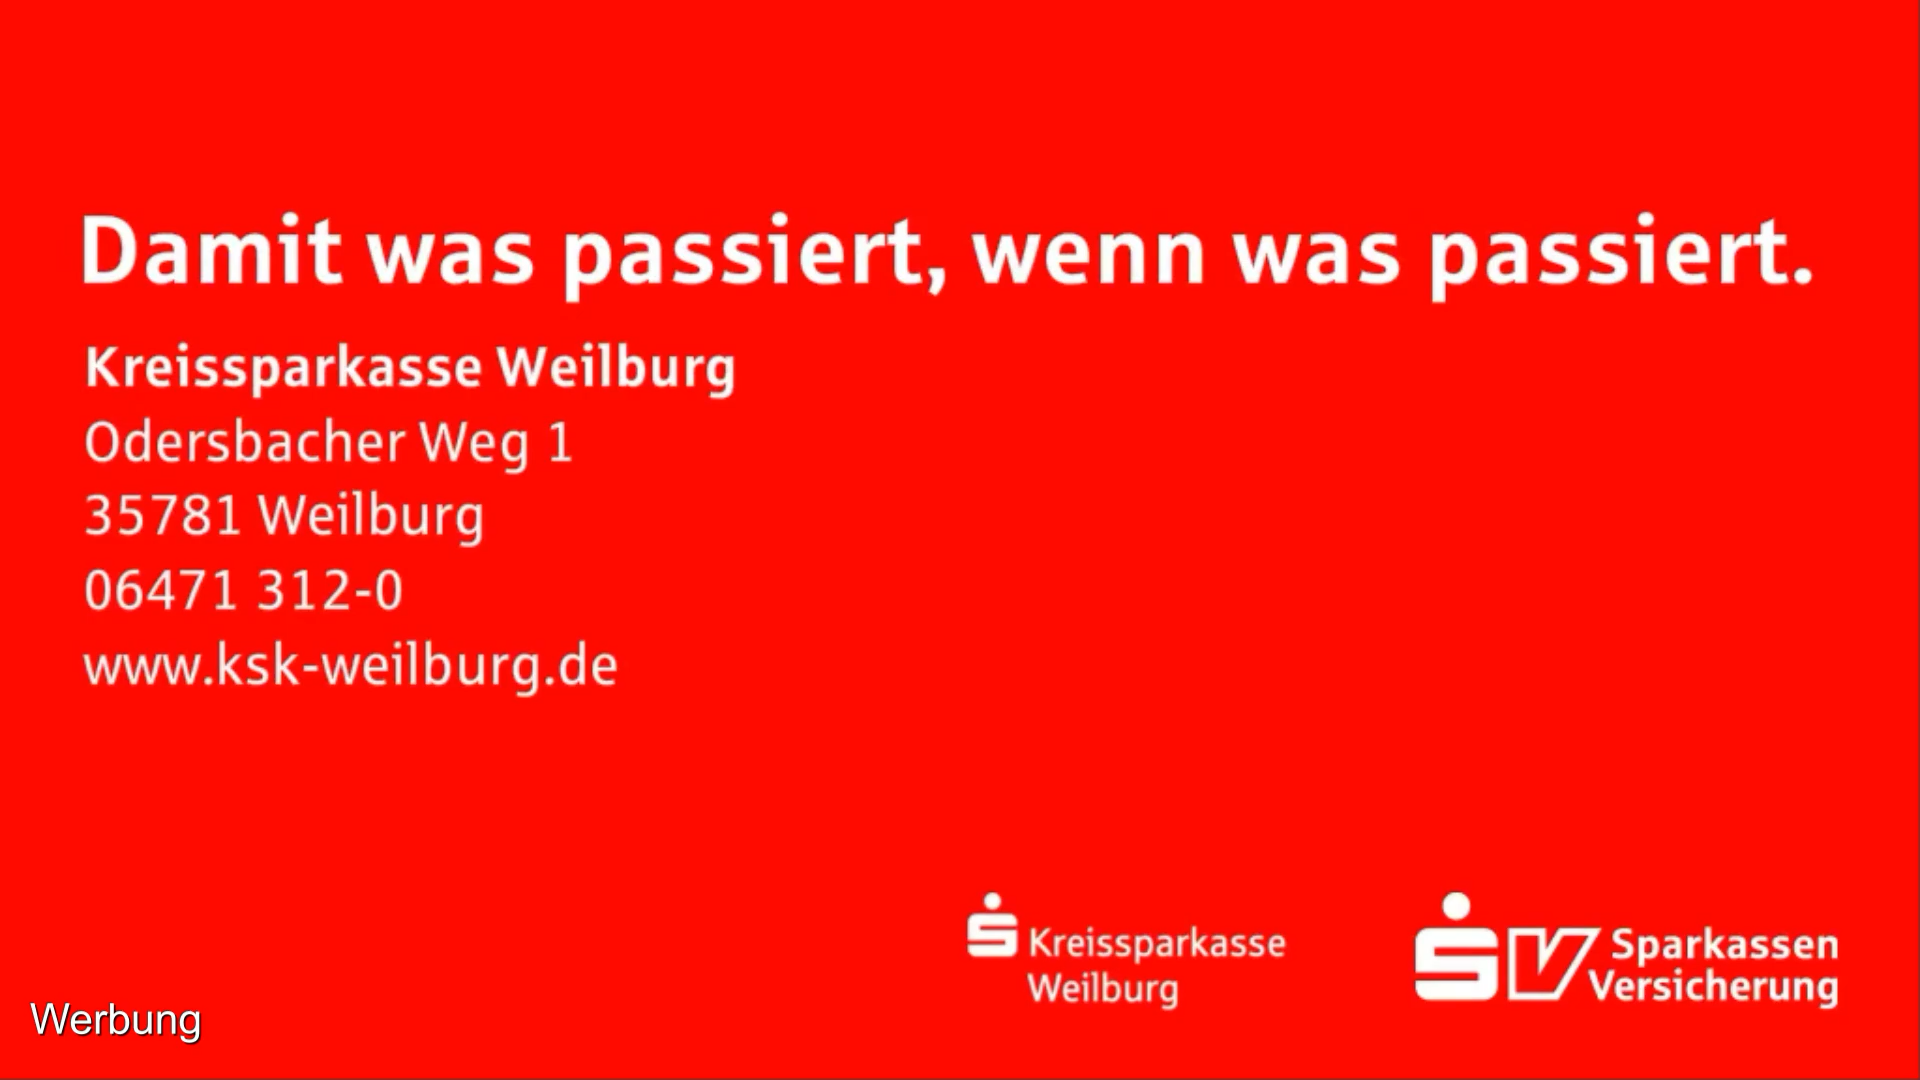 Damit was passiert, wenn was passiert.
Kreissparkasse Weilburg
Odersbacher Weg 1
35781 Weilburg
06471 312-0
www.ksk-weilburg.de
Kreissparkasse
Weilburg
SV Sparkassen
Versicherung
Werbung